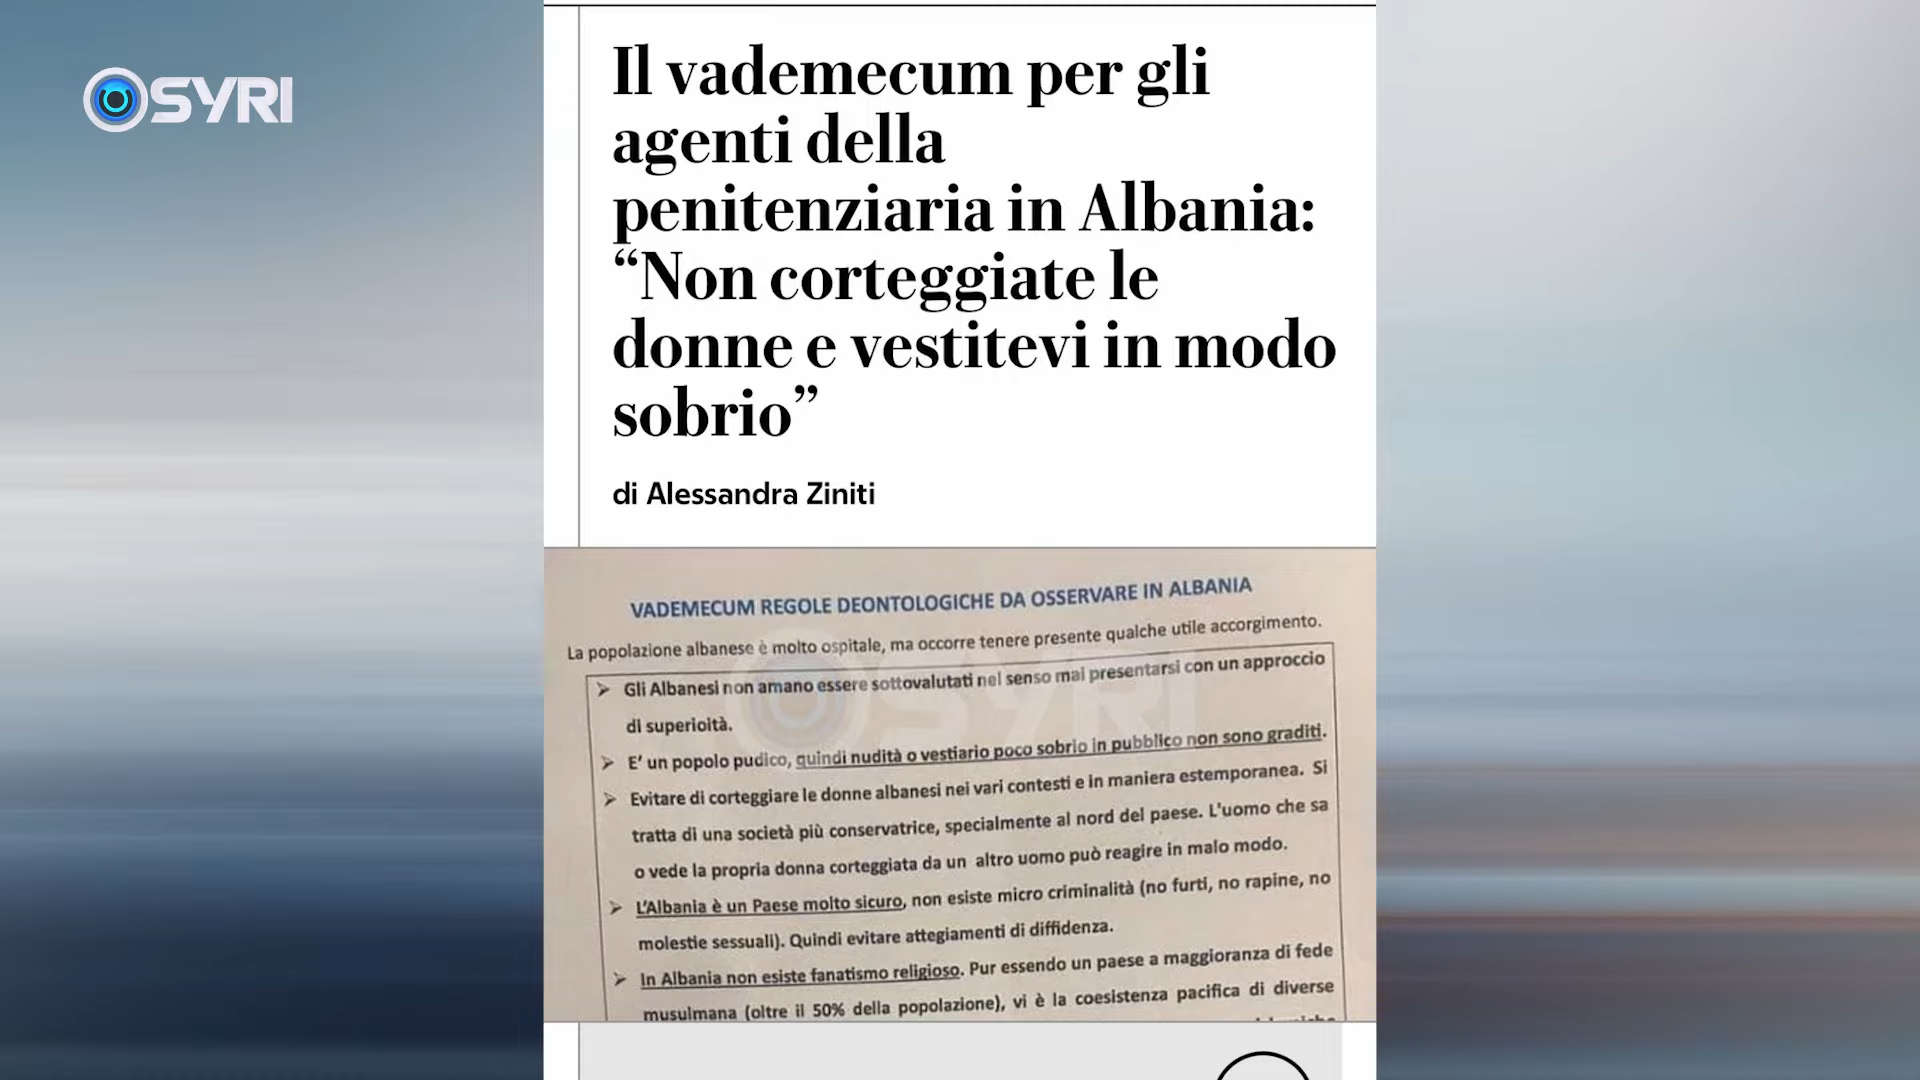 SYRI
Il vademecum per gli
agenti della
penitenziaria in Albania:
“Non corteggiate le
donne e vestitevi in modo
sobrio”
di Alessandra Ziniti
VADEMECUM REGOLE DEONTOLOGICHE DA OSSERVARE IN ALBANIA
La popolazione albanese è molto ospitale, ma occorre tenere presente qualche utile accorgimento.
➢ Gli Albanesi non amano essere sottovalutati nel senso mai presentarsi con un approccio
di superioità.
➢ E’ un popolo pudico, quindi nudità o vestiario poco sobrio in pubblico non sono graditi.
➢ Evitare di corteggiare le donne albanesi nei vari contesti e in maniera estemporanea. Si
tratta di una società più conservatrice, specialmente al nord del paese. L'uomo che sa
o vede la propria donna corteggiata da un altro uomo può reagire in malo modo.
➢ L’Albania è un Paese molto sicuro, non esiste micro criminalità (no furti, no rapine, no
molestie sessuali). Quindi evitare attegiamenti di diffidenza.
➢ In Albania non esiste fanatismo religioso. Pur essendo un paese a maggioranza di fede
musulmana (oltre il 50% della popolazione), vi è la coesistenza pacifica di diverse
SYRI